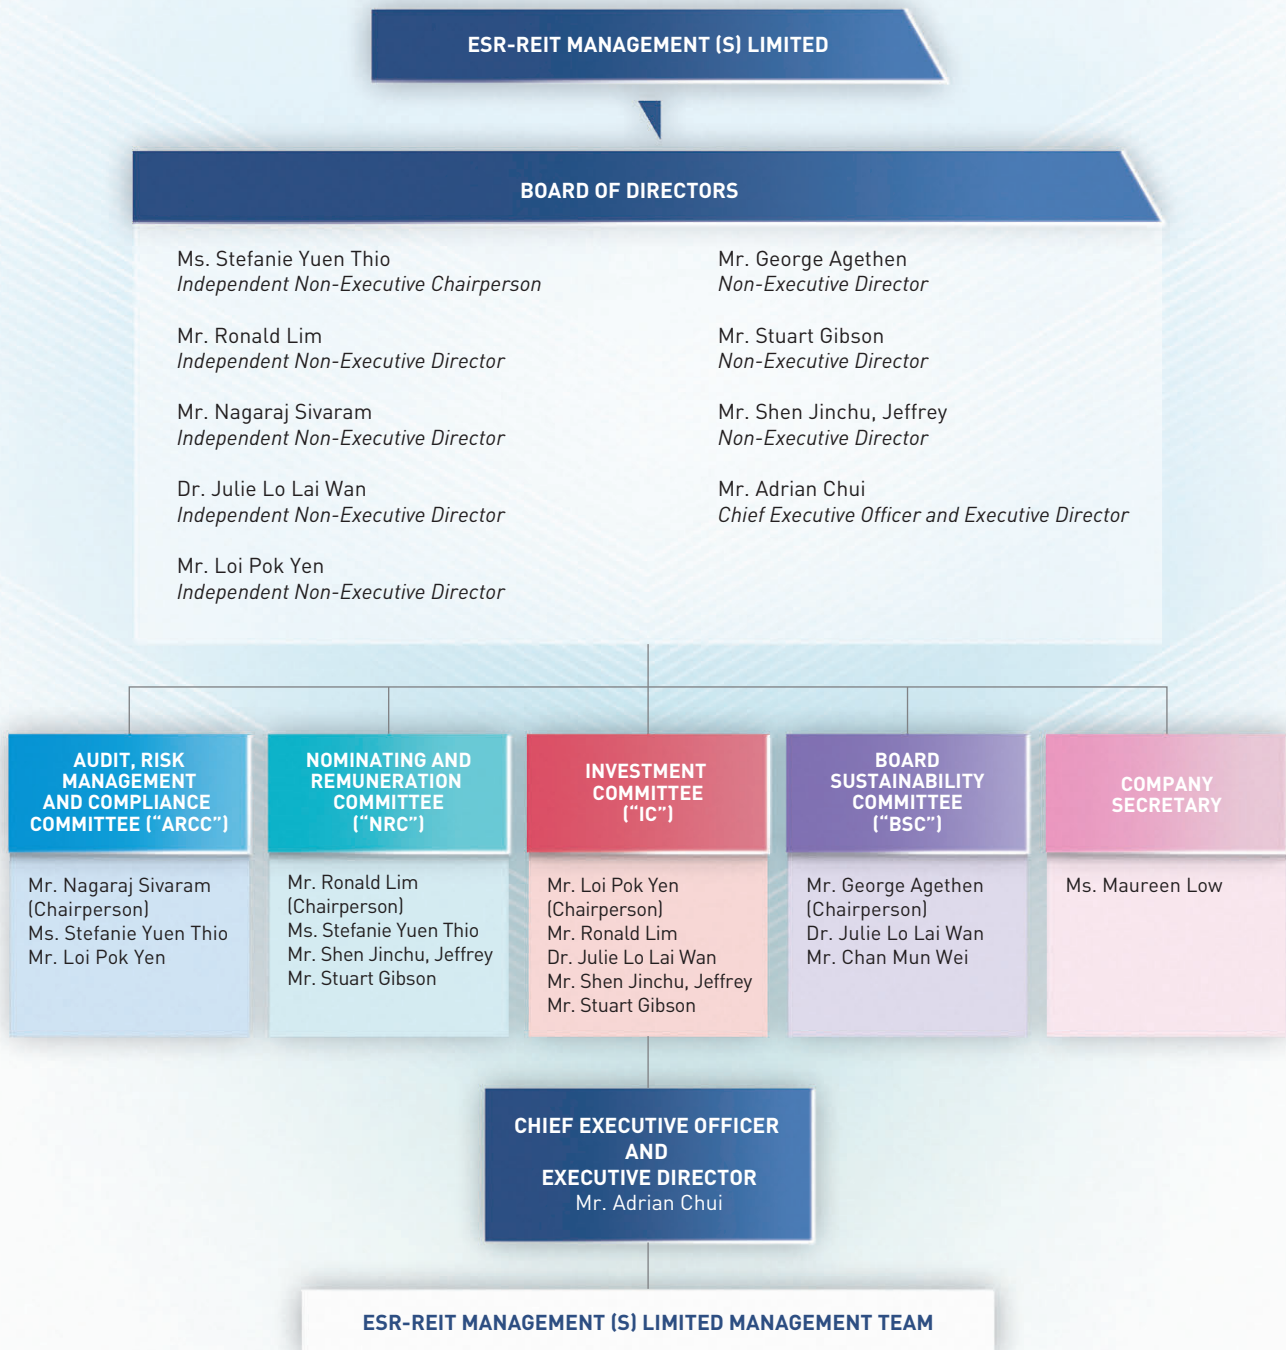 ESR-REIT MANAGEMENT (S) LIMITED
BOARD OF DIRECTORS
Ms. Stefanie Yuen Thio
Independent Non-Executive Chairperson
Mr. Ronald Lim
Independent Non-Executive Director
Mr. Nagaraj Sivaram
Independent Non-Executive Director
Dr. Julie Lo Lai Wan
Independent Non-Executive Director
Mr. Loi Pok Yen
Independent Non-Executive Director
Mr. George Agethen
Non-Executive Director
Mr. Stuart Gibson
Non-Executive Director
Mr. Shen Jinchu, Jeffrey
Non-Executive Director
Mr. Adrian Chui
Chief Executive Officer and Executive Director
AUDIT, RISK
MANAGEMENT
AND COMPLIANCE
COMMITTEE (“ARCC”)
Mr. Nagaraj Sivaram
(Chairperson)
Ms. Stefanie Yuen Thio
Mr. Loi Pok Yen
NOMINATING AND
REMUNERATION
COMMITTEE
(“NRC”)
Mr. Ronald Lim
(Chairperson)
Ms. Stefanie Yuen Thio
Mr. Shen Jinchu, Jeffrey
Mr. Stuart Gibson
INVESTMENT
COMMITTEE
(“IC”)
Mr. Loi Pok Yen
(Chairperson)
Mr. Ronald Lim
Dr. Julie Lo Lai Wan
Mr. Shen Jinchu, Jeffrey
Mr. Stuart Gibson
BOARD
SUSTAINABILITY
COMMITTEE
(“BSC”)
Mr. George Agethen
(Chairperson)
Dr. Julie Lo Lai Wan
Mr. Chan Mun Wei
COMPANY
SECRETARY
Ms. Maureen Low
CHIEF EXECUTIVE OFFICER
AND
EXECUTIVE DIRECTOR
Mr. Adrian Chui
ESR-REIT MANAGEMENT (S) LIMITED MANAGEMENT TEAM